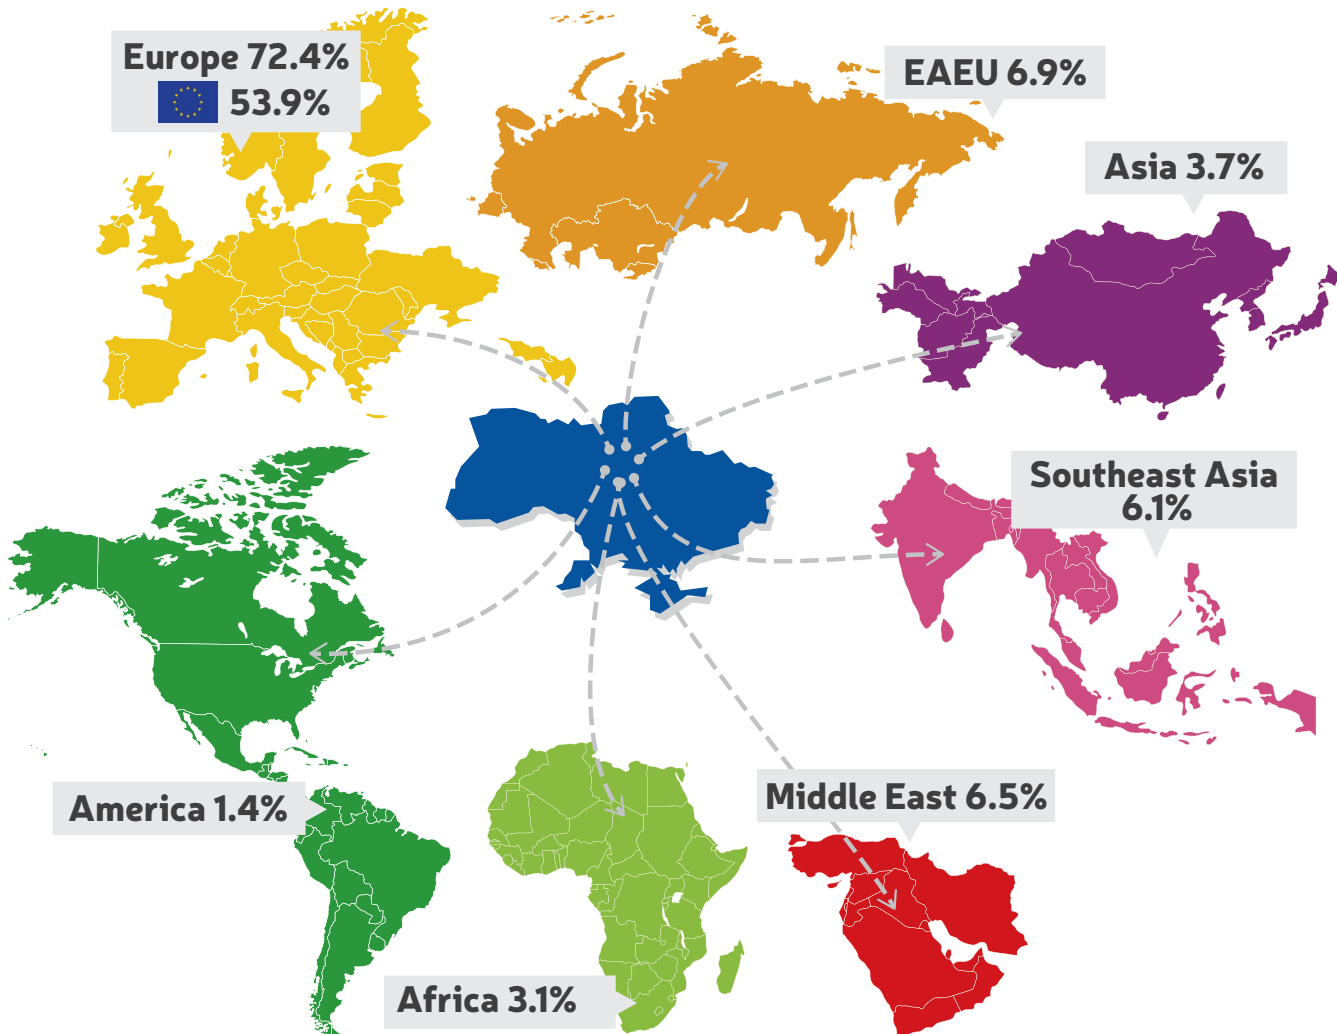 Europe 72.4%
53.9%
EAEU 6.9%
Asia 3.7%
Southeast Asia
6.1%
America 1.4%
Middle East 6.5%
Africa 3.1%